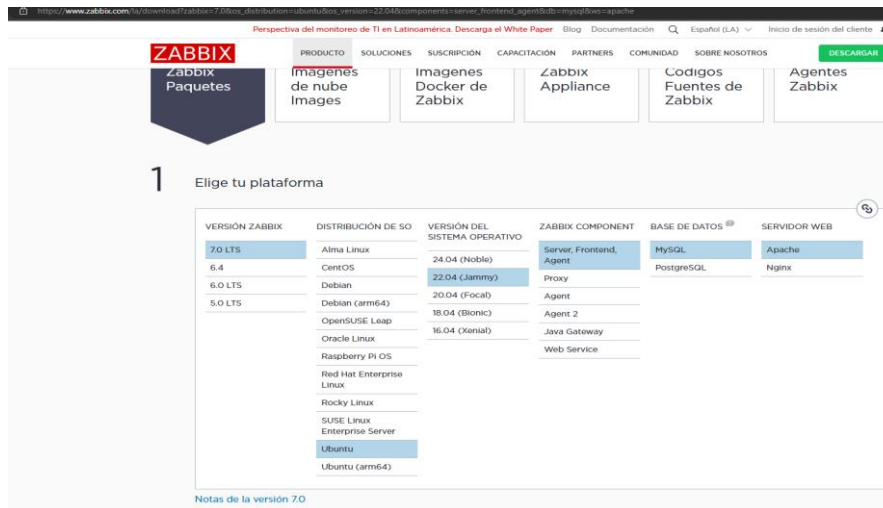 https://www.zabbix.com/la/download?zabbix=7.0&os_distribution=ubuntu&os_version=22.04&components=server_frontend_agent&db=mysql&ws=apache
Perspectiva del monitoreo de TI en Latinoamérica. Descarga el White Paper Blog Documentación Español (LA) Inicio de sesión del cliente
ZABBIX PRODUCTO SOLUCIONES SUSCRIPCIÓN CAPACITACIÓN PARTNERS COMUNIDAD SOBRE NOSOTROS DESCARGAR
Zabbix
Paquetes
Imágenes
de nube
Images
Imágenes
Docker de
Zabbix
Zabbix
Appliance
Códigos
Fuentes de
Zabbix
Agentes
Zabbix
1 Elige tu plataforma
VERSIÓN ZABBIX
7.0 LTS
6.4
6.0 LTS
5.0 LTS
DISTRIBUCIÓN DE SO
Alma Linux
CentOS
Debian
Debian (arm64)
OpenSUSE Leap
Oracle Linux
Raspberry Pi OS
Red Hat Enterprise
Linux
Rocky Linux
SUSE Linux
Enterprise Server
Ubuntu
Ubuntu (arm64)
VERSIÓN DEL
SISTEMA OPERATIVO
24.04 (Noble)
22.04 (Jammy)
20.04 (Focal)
18.04 (Bionic)
16.04 (Xenial)
ZABBIX COMPONENT
Server, Frontend,
Agent
Proxy
Agent
Agent 2
Java Gateway
Web Service
BASE DE DATOS
MySQL
PostgreSQL
SERVIDOR WEB
Apache
Nginx
Notas de la versión 7.0